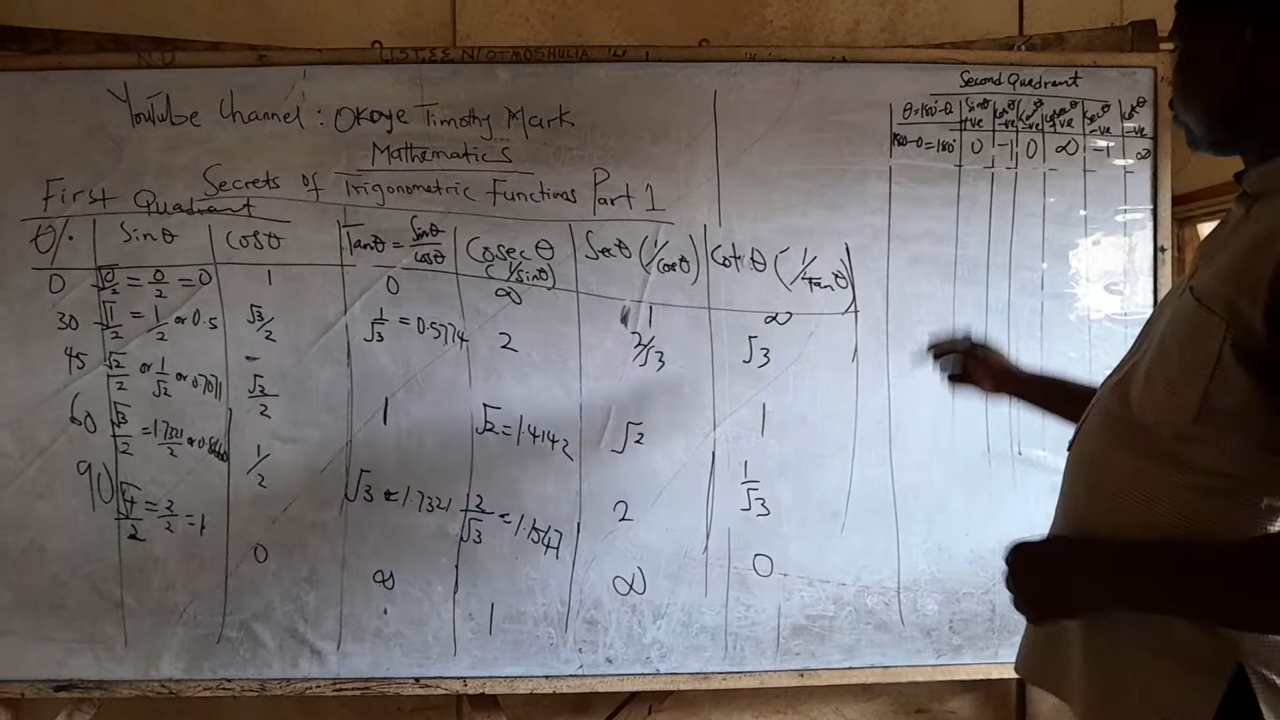 YouTube Channel: Okoye Timothy Mark
Mathematics
Secrets of Trigonometric Functions Part 1
First Quadrant
θ/. Sinθ Cosθ Tanθ = Sinθ/Cosθ Cosecθ (1/Sinθ) Secθ (1/Cosθ) Cotθ (1/Tanθ)
0 √0/2 = 0/2 = 0 1 0 ∞ 1 ∞
30 √1/2 = 1/2 or 0.5 √3/2 1/√3 = 0.5774 2 2/√3 √3
45 √2/2 or 1/√2 or 0.7071 √2/2 1 √2 = 1.4142 √2 1
60 √3/2 = 1.7321/2 or 0.8660 1/2 √3 = 1.7321 2/√3 = 1.1547 2 1/√3
90 √4/2 = 2/2 = 1 0 ∞ 1 ∞ 0
Second Quadrant
θ = 180°-θ Sinθ +ve Cosθ -ve Tanθ -ve Cosecθ +ve Secθ -ve Cotθ -ve
180-0 = 180° 0 -1 0 ∞ -1 ∞